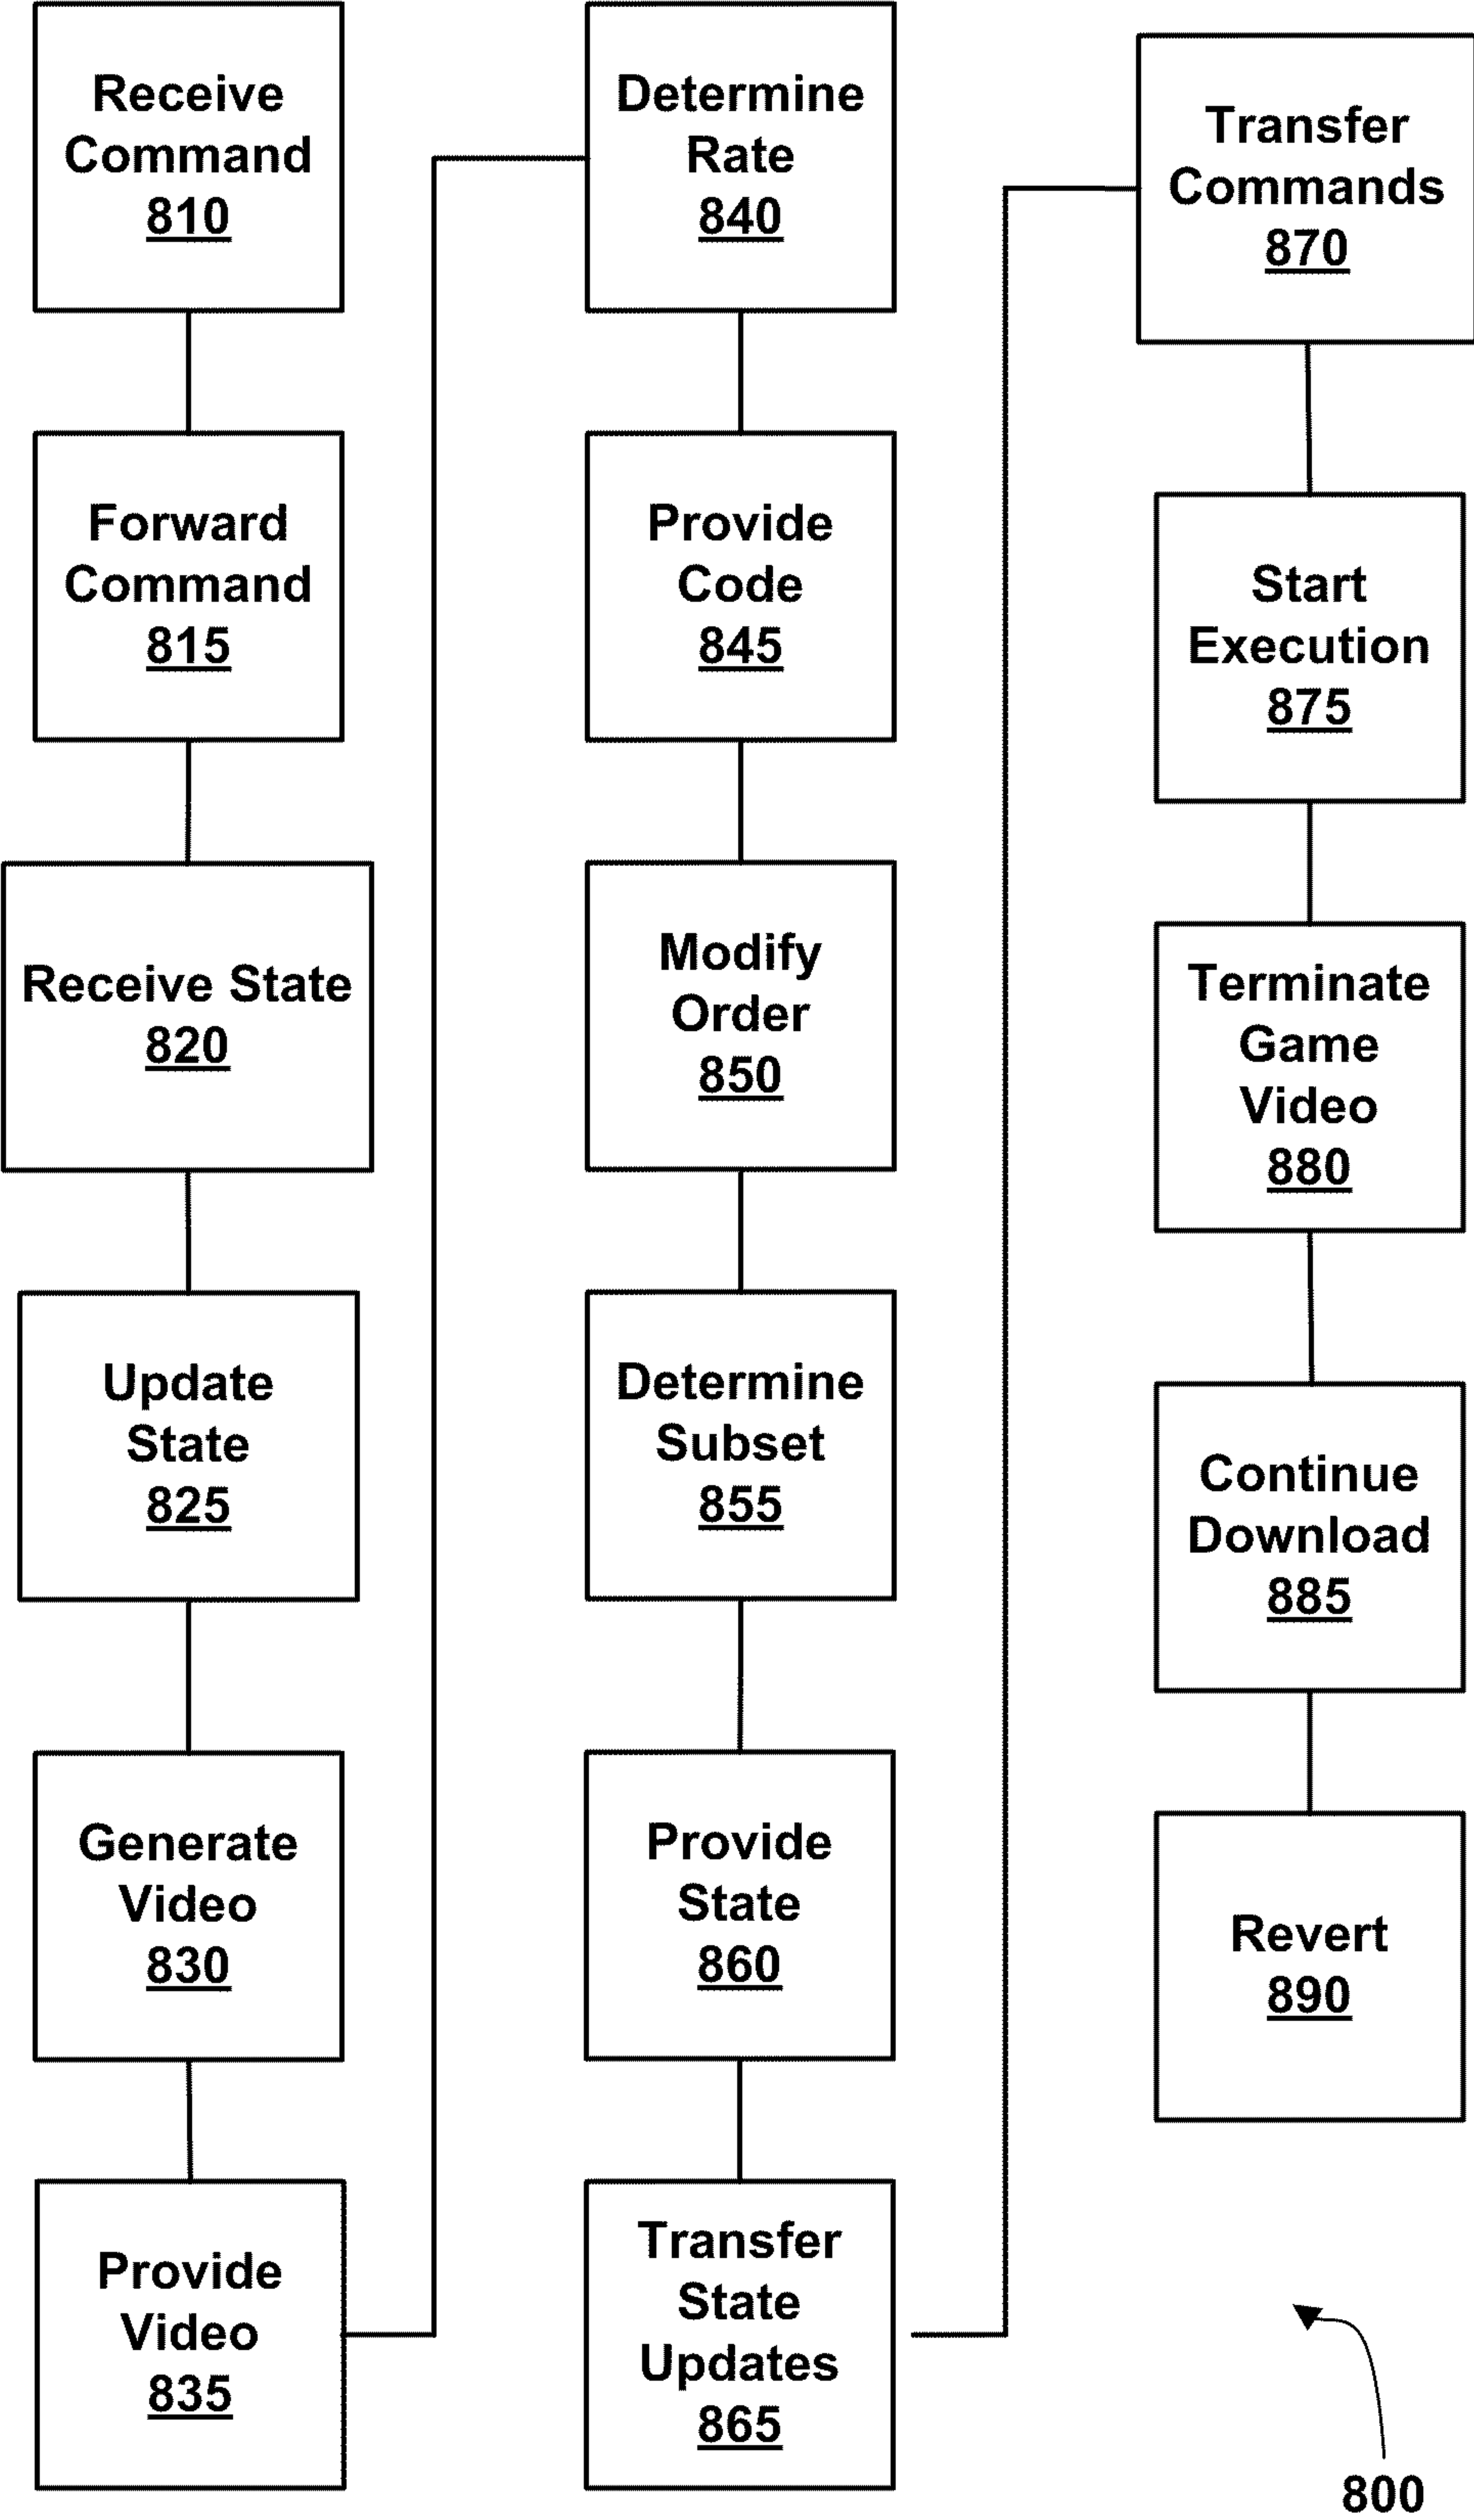 Receive
Command
810
Forward
Command
815
Receive State
820
Update
State
825
Generate
Video
830
Provide
Video
835
Determine
Rate
840
Provide
Code
845
Modify
Order
850
Determine
Subset
855
Provide
State
860
Transfer
State
Updates
865
Transfer
Commands
870
Start
Execution
875
Terminate
Game
Video
880
Continue
Download
885
Revert
890
800